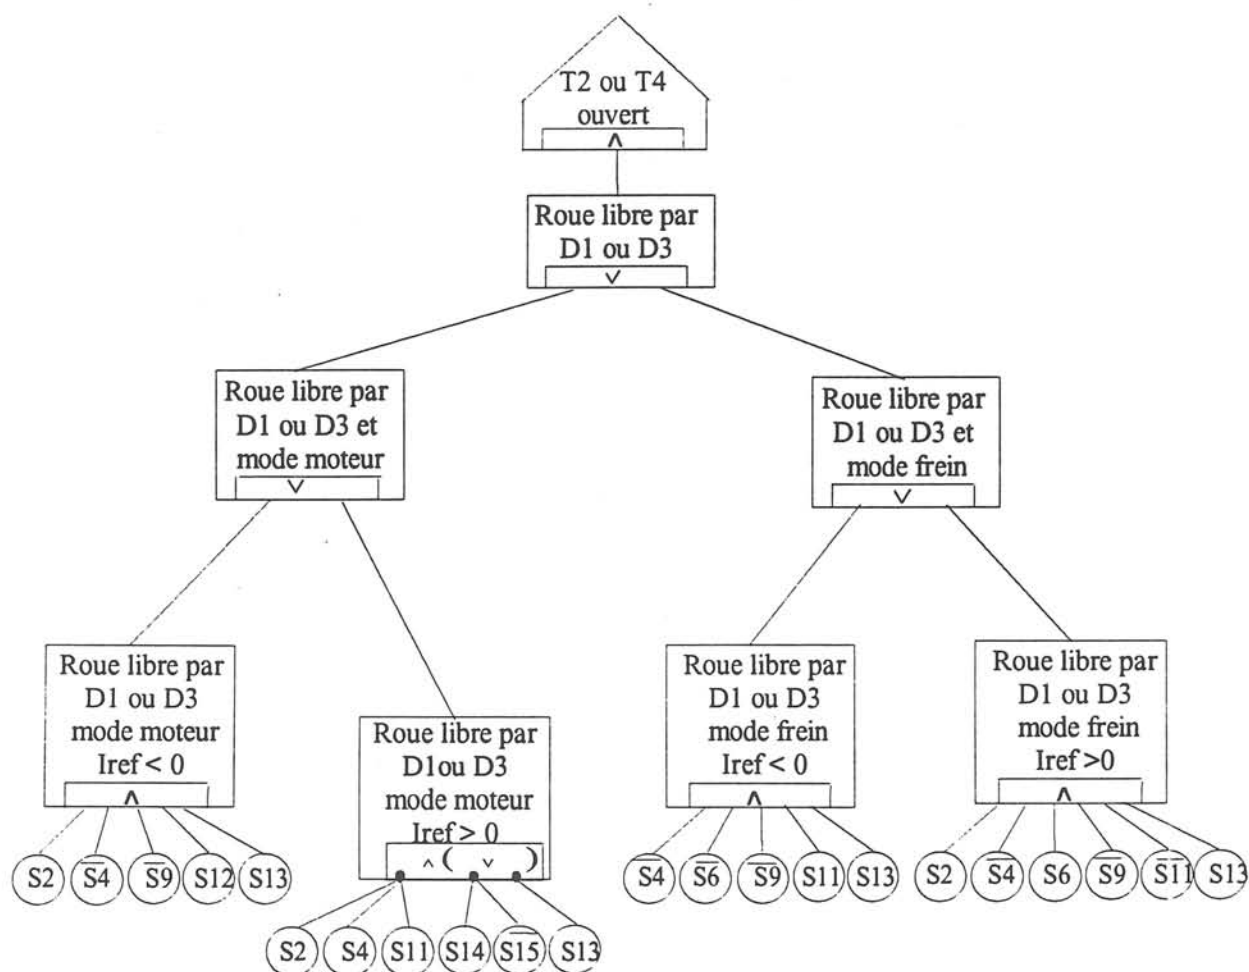 T2 ou T4
ouvert
∧
Roue libre par
D1 ou D3
∨
Roue libre par
D1 ou D3 et
mode moteur
∨
Roue libre par
D1 ou D3 et
mode frein
∨
Roue libre par
D1 ou D3
mode moteur
Iref < 0
∧
Roue libre par
D1ou D3
mode moteur
Iref > 0
^ ( ∨ )
Roue libre par
D1 ou D3
mode frein
Iref < 0
∧
Roue libre par
D1 ou D3
mode frein
Iref >0
∧
S2 S̅4̅ S̅9̅ S12 S13
S2 S4 S11 S14 S̅1̅5̅ S13
S̅4̅ S̅6̅ S̅9̅ S11 S13
S2 S̅4̅ S6 S̅9̅ S̅1̅1̅ S13